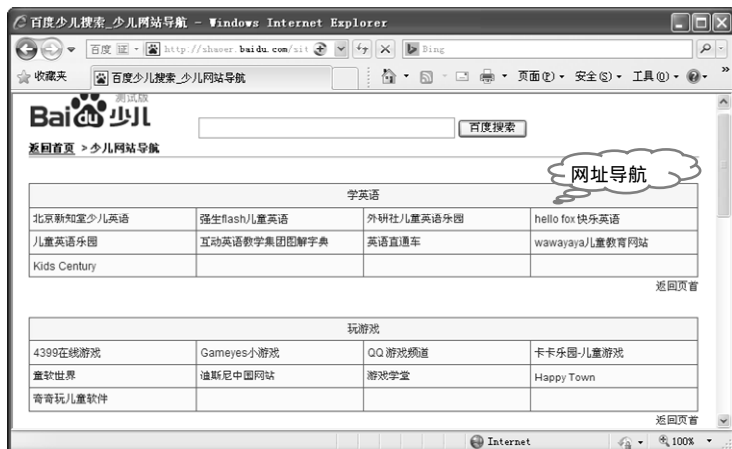 百度少儿搜索_少儿网站导航 - Windows Internet Explorer
百度 证 http://shaoer.baidu.com/sit Bing
收藏夹 百度少儿搜索_少儿网站导航 页面(P) 安全(S) 工具(O) »
测试版
Bai du 少儿
百度搜索
返回首页 >少儿网站导航
网址导航
学英语
北京新知堂少儿英语 强生flash儿童英语 外研社儿童英语乐园 hello fox 快乐英语
儿童英语乐园 互动英语教学集团图解字典 英语直通车 wawayaya儿童教育网站
Kids Century
返回页首
玩游戏
4399在线游戏 Gameyes小游戏 QQ 游戏频道 卡卡乐园-儿童游戏
童软世界 迪斯尼中国网站 游戏学堂 Happy Town
奇奇玩儿童软件
返回页首
Internet 100%